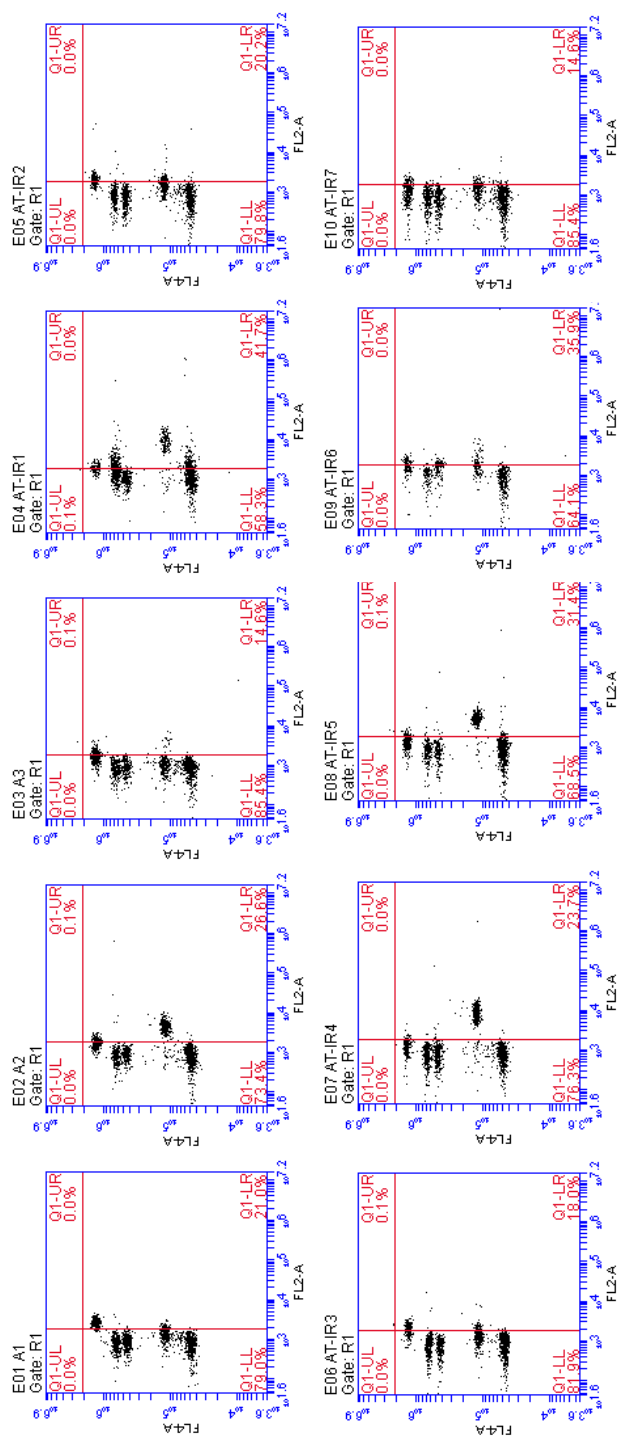 E01 A1
Gate: R1
Q1-UL
0.0%
Q1-UR
0.0%
Q1-LL
79.0%
Q1-LR
21.0%
FL4-A
FL2-A
E02 A2
Gate: R1
Q1-UL
0.0%
Q1-UR
0.1%
Q1-LL
73.4%
Q1-LR
26.6%
FL4-A
FL2-A
E03 A3
Gate: R1
Q1-UL
0.0%
Q1-UR
0.1%
Q1-LL
85.4%
Q1-LR
14.6%
FL4-A
FL2-A
E04 AT-IR1
Gate: R1
Q1-UL
0.1%
Q1-UR
0.0%
Q1-LL
58.3%
Q1-LR
41.7%
FL4-A
FL2-A
E05 AT-IR2
Gate: R1
Q1-UL
0.0%
Q1-UR
0.0%
Q1-LL
79.8%
Q1-LR
20.2%
FL4-A
FL2-A
E06 AT-IR3
Gate: R1
Q1-UL
0.0%
Q1-UR
0.1%
Q1-LL
81.9%
Q1-LR
18.0%
FL4-A
FL2-A
E07 AT-IR4
Gate: R1
Q1-UL
0.0%
Q1-UR
0.0%
Q1-LL
76.3%
Q1-LR
23.7%
FL4-A
FL2-A
E08 AT-IR5
Gate: R1
Q1-UL
0.0%
Q1-UR
0.1%
Q1-LL
68.5%
Q1-LR
31.4%
FL4-A
FL2-A
E09 AT-IR6
Gate: R1
Q1-UL
0.0%
Q1-UR
0.0%
Q1-LL
64.1%
Q1-LR
35.9%
FL4-A
FL2-A
E10 AT-IR7
Gate: R1
Q1-UL
0.0%
Q1-UR
0.0%
Q1-LL
85.4%
Q1-LR
14.6%
FL4-A
FL2-A